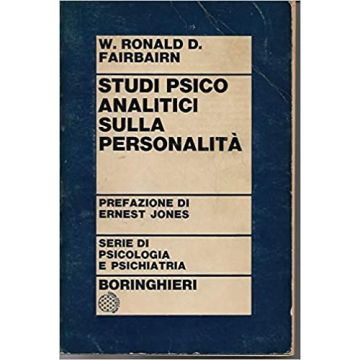 W. RONALD D.
FAIRBAIRN
STUDI PSICO
ANALITICI
SULLA
PERSONALITÀ
PREFAZIONE DI
ERNEST JONES
SERIE DI
PSICOLOGIA
E PSICHIATRIA
BORINGHIERI